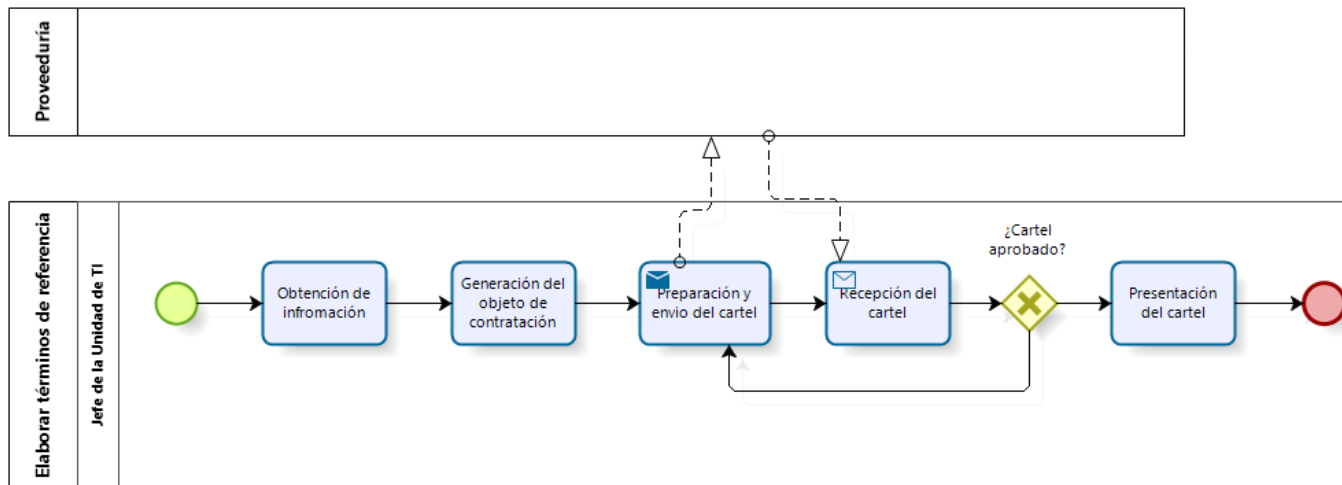 Proveeduría
Elaborar términos de referencia
Jefe de la Unidad de TI
Obtención de
infromación
Generación del
objeto de
contratación
Preparación y
envio del cartel
Recepción del
cartel
¿Cartel
aprobado?
Presentación
del cartel